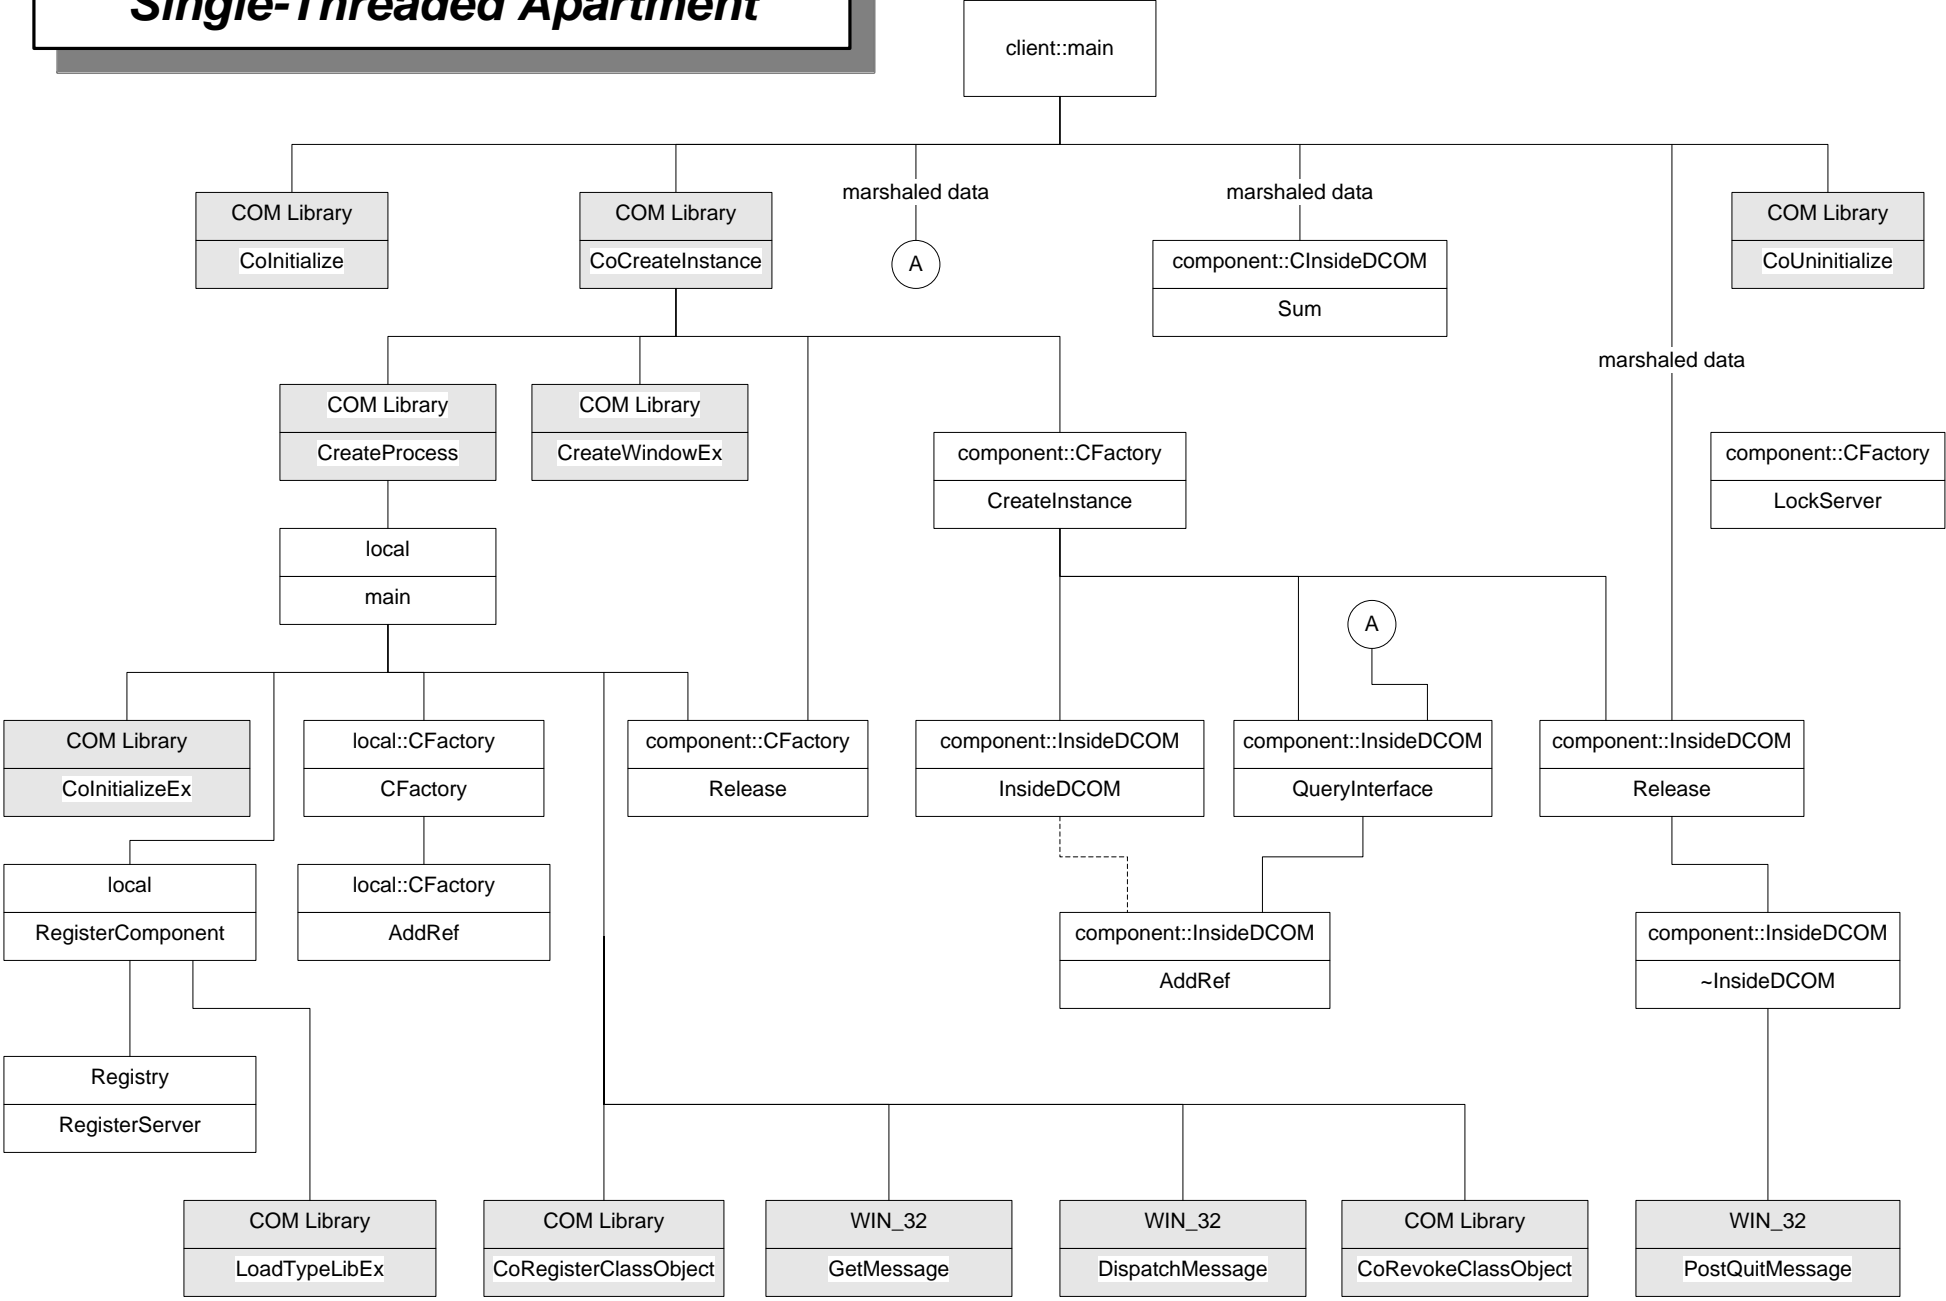 Single-Threaded Apartment
client::main
marshaled data
marshaled data
COM Library
CoInitialize
COM Library
CoCreateInstance
A
component::CInsideDCOM
Sum
COM Library
CoUninitialize
marshaled data
COM Library
CreateProcess
COM Library
CreateWindowEx
component::CFactory
CreateInstance
component::CFactory
LockServer
local
main
A
COM Library
CoInitializeEx
local::CFactory
CFactory
component::CFactory
Release
component::InsideDCOM
InsideDCOM
component::InsideDCOM
QueryInterface
component::InsideDCOM
Release
local
RegisterComponent
local::CFactory
AddRef
component::InsideDCOM
AddRef
component::InsideDCOM
~InsideDCOM
Registry
RegisterServer
COM Library
LoadTypeLibEx
COM Library
CoRegisterClassObject
WIN_32
GetMessage
WIN_32
DispatchMessage
COM Library
CoRevokeClassObject
WIN_32
PostQuitMessage